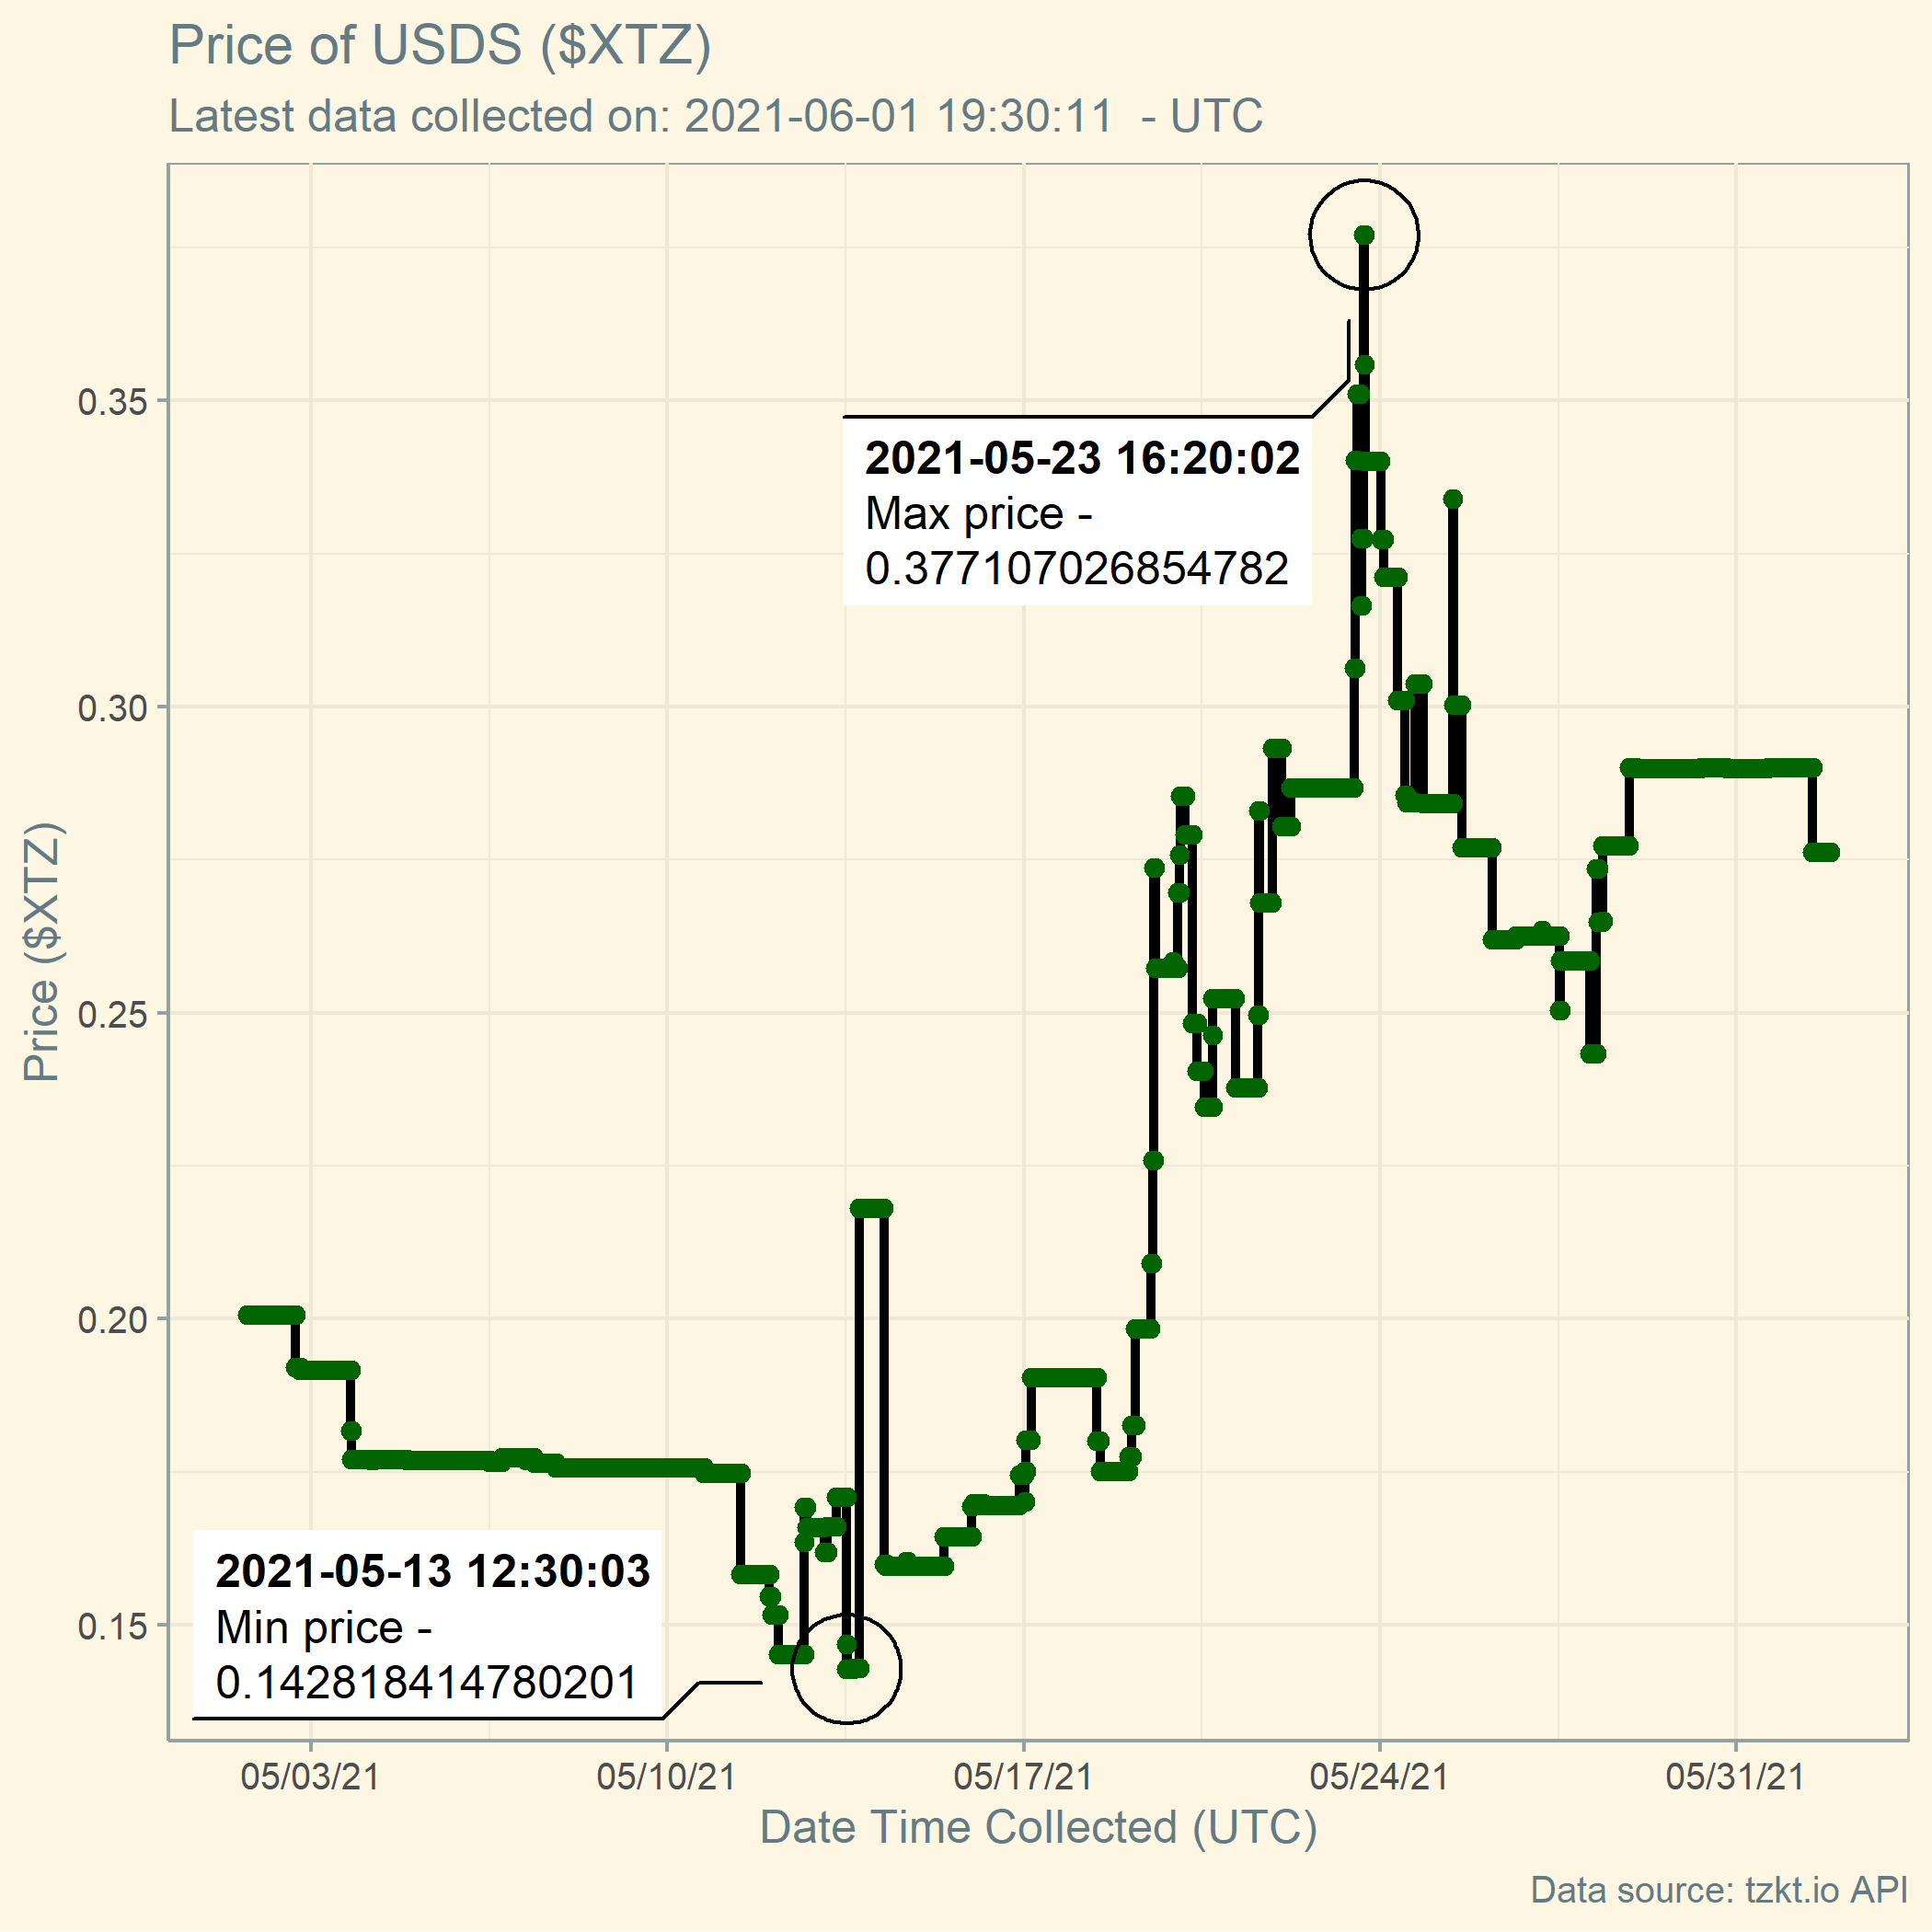 Price of USDS ($XTZ)
Latest data collected on: 2021-06-01 19:30:11  - UTC
Price ($XTZ)
0.35
0.30
0.25
0.20
0.15
2021-05-23 16:20:02
Max price -
0.377107026854782
2021-05-13 12:30:03
Min price -
0.142818414780201
05/03/21
05/10/21
05/17/21
05/24/21
05/31/21
Date Time Collected (UTC)
Data source: tzkt.io API